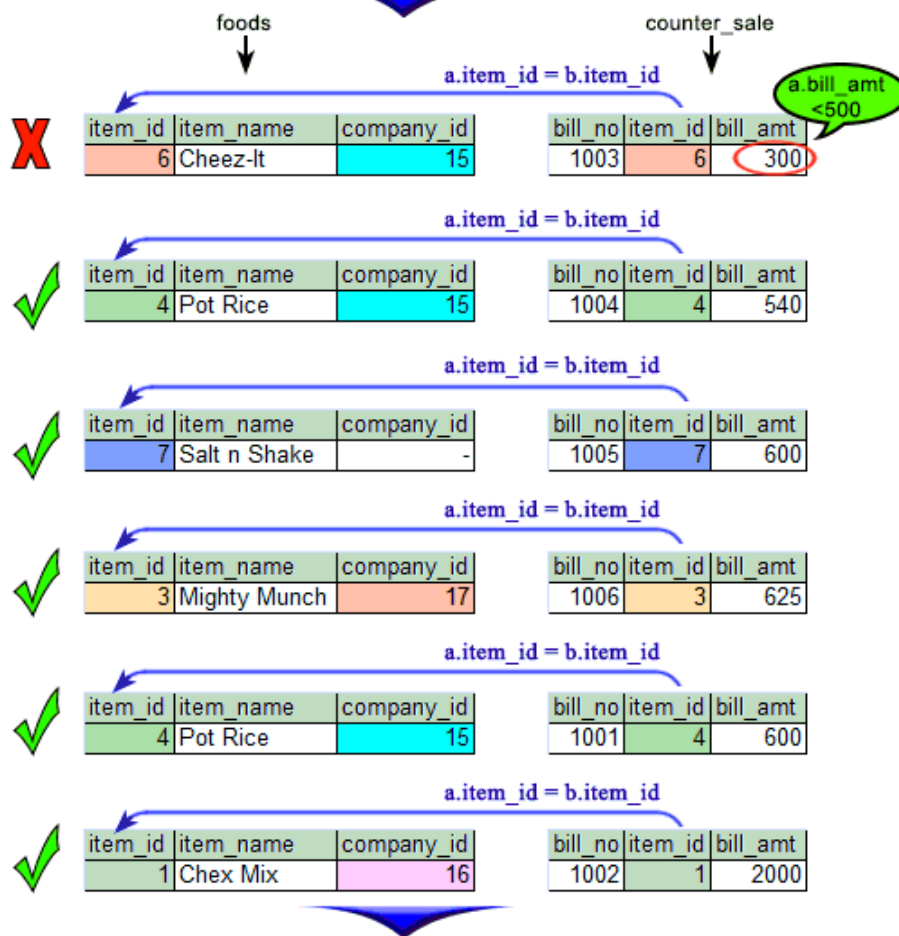 foods counter_sale
a.item_id = b.item_id
a.bill_amt
<500
X
item_id item_name company_id bill_no item_id bill_amt
6 Cheez-It 15 1003 6 300
a.item_id = b.item_id
item_id item_name company_id bill_no item_id bill_amt
4 Pot Rice 15 1004 4 540
a.item_id = b.item_id
item_id item_name company_id bill_no item_id bill_amt
7 Salt n Shake - 1005 7 600
a.item_id = b.item_id
item_id item_name company_id bill_no item_id bill_amt
3 Mighty Munch 17 1006 3 625
a.item_id = b.item_id
item_id item_name company_id bill_no item_id bill_amt
4 Pot Rice 15 1001 4 600
a.item_id = b.item_id
item_id item_name company_id bill_no item_id bill_amt
1 Chex Mix 16 1002 1 2000